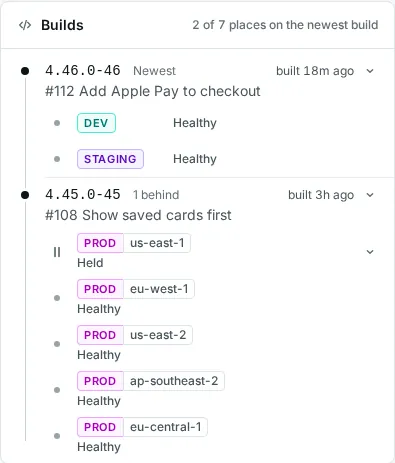 Builds 2 of 7 places on the newest build
4.46.0-46 Newest built 18m ago
#112 Add Apple Pay to checkout
DEV Healthy
STAGING Healthy
4.45.0-45 1 behind built 3h ago
#108 Show saved cards first
PROD us-east-1
Held
PROD eu-west-1
Healthy
PROD us-east-2
Healthy
PROD ap-southeast-2
Healthy
PROD eu-central-1
Healthy